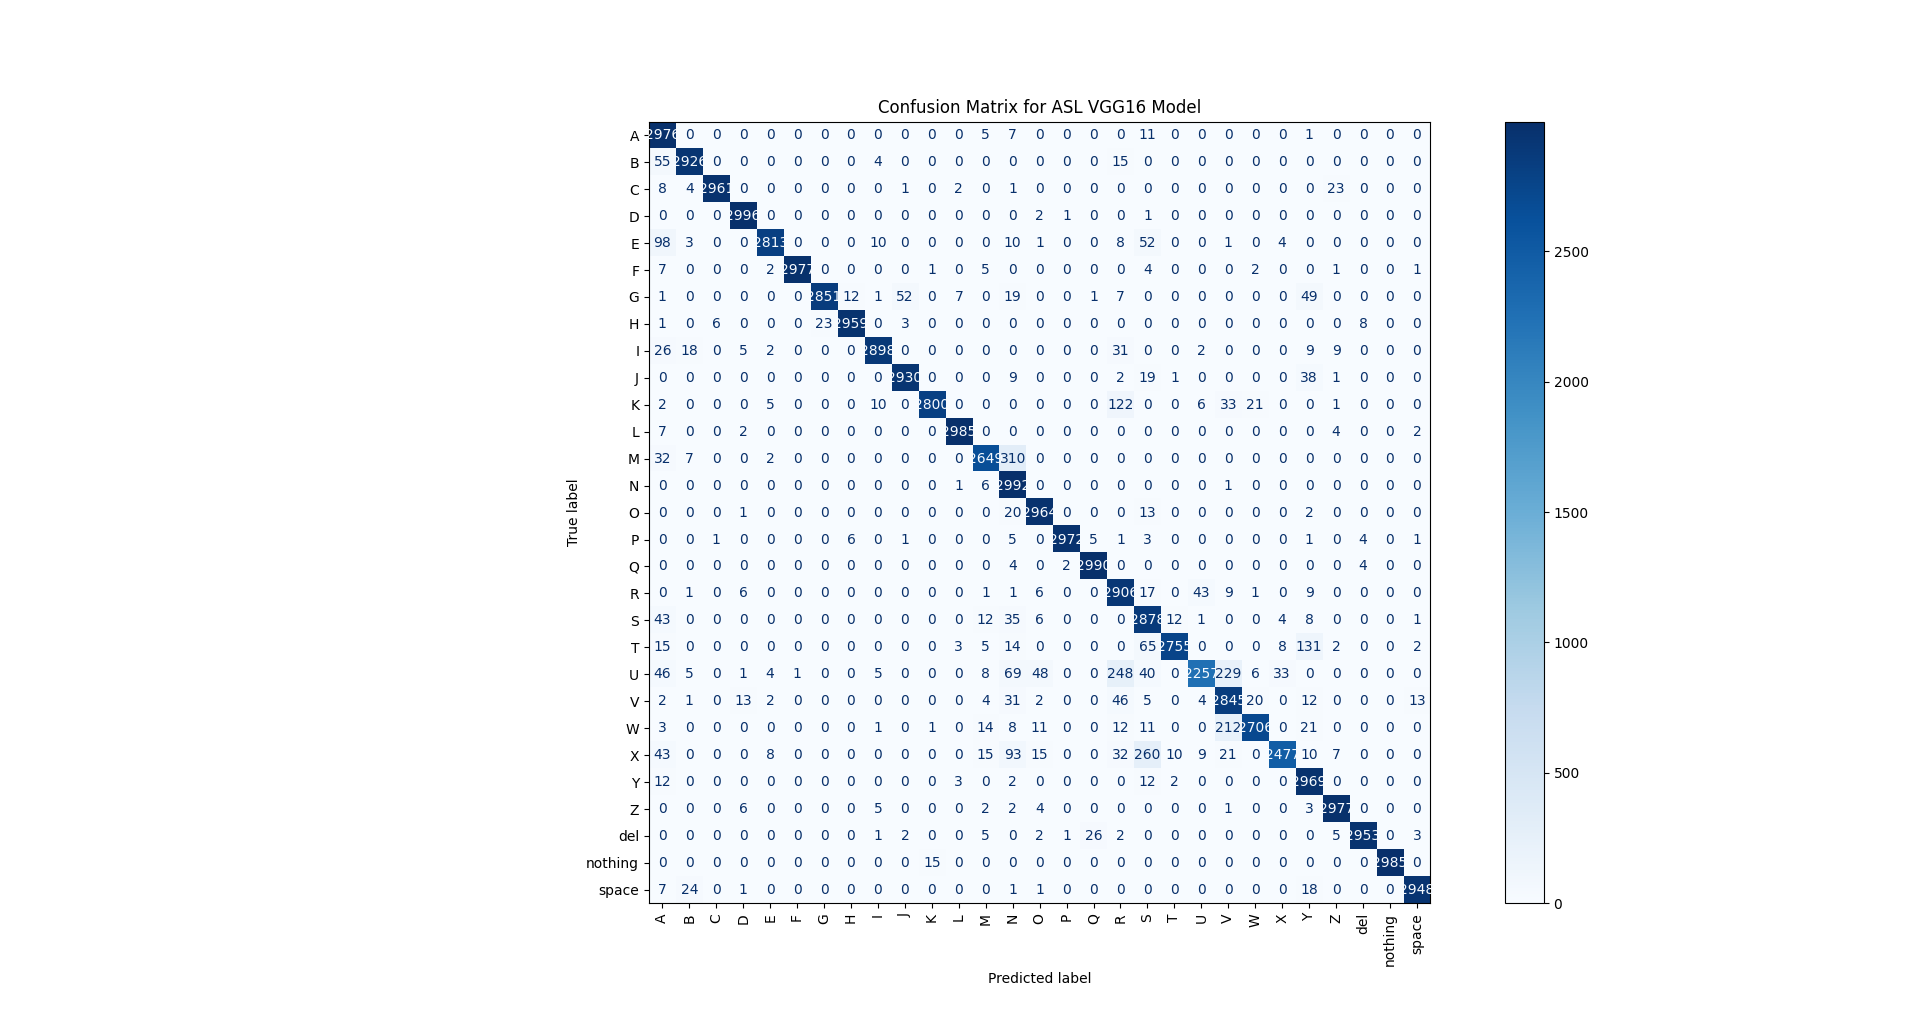 Confusion Matrix for ASL VGG16 Model
A 2976 0 0 0 0 0 0 0 0 0 0 0 5 7 0 0 0 0 11 0 0 0 0 0 1 0 0 0 0
B 55 2926 0 0 0 0 0 0 4 0 0 0 0 0 0 0 0 15 0 0 0 0 0 0 0 0 0 0 0
C 8 4 2961 0 0 0 0 0 0 1 0 2 0 1 0 0 0 0 0 0 0 0 0 0 0 23 0 0 0
D 0 0 0 2996 0 0 0 0 0 0 0 0 0 0 2 1 0 0 1 0 0 0 0 0 0 0 0 0 0
E 98 3 0 0 2813 0 0 0 10 0 0 0 0 10 1 0 0 8 52 0 0 1 0 4 0 0 0 0 0
F 7 0 0 0 2 2977 0 0 0 0 1 0 5 0 0 0 0 0 4 0 0 0 2 0 0 1 0 0 1
G 1 0 0 0 0 0 2851 12 1 52 0 7 0 19 0 0 1 7 0 0 0 0 0 0 49 0 0 0 0
H 1 0 6 0 0 0 23 2959 0 3 0 0 0 0 0 0 0 0 0 0 0 0 0 0 0 0 8 0 0
I 26 18 0 5 2 0 0 0 2898 0 0 0 0 0 0 0 0 31 0 0 2 0 0 0 9 9 0 0 0
J 0 0 0 0 0 0 0 0 0 2930 0 0 0 9 0 0 0 2 19 1 0 0 0 0 38 1 0 0 0
K 2 0 0 0 5 0 0 0 10 0 2800 0 0 0 0 0 0 122 0 0 6 33 21 0 0 1 0 0 0
L 7 0 0 2 0 0 0 0 0 0 0 2985 0 0 0 0 0 0 0 0 0 0 0 0 0 4 0 0 2
M 32 7 0 0 2 0 0 0 0 0 0 0 2649 310 0 0 0 0 0 0 0 0 0 0 0 0 0 0 0
N 0 0 0 0 0 0 0 0 0 0 0 1 6 2992 0 0 0 0 0 0 0 1 0 0 0 0 0 0 0
O 0 0 0 1 0 0 0 0 0 0 0 0 0 20 2964 0 0 0 13 0 0 0 0 0 2 0 0 0 0
P 0 0 1 0 0 0 0 6 0 1 0 0 0 5 0 2972 5 1 3 0 0 0 0 0 1 0 4 0 1
Q 0 0 0 0 0 0 0 0 0 0 0 0 0 4 0 2 2990 0 0 0 0 0 0 0 0 0 4 0 0
R 0 1 0 6 0 0 0 0 0 0 0 0 1 1 6 0 0 2906 17 0 43 9 1 0 9 0 0 0 0
S 43 0 0 0 0 0 0 0 0 0 0 0 12 35 6 0 0 0 2878 12 1 0 0 4 8 0 0 0 1
T 15 0 0 0 0 0 0 0 0 0 0 3 5 14 0 0 0 0 65 2755 0 0 0 8 131 2 0 0 2
U 46 5 0 1 4 1 0 0 5 0 0 0 8 69 48 0 0 248 40 0 2257 229 6 33 0 0 0 0 0
V 2 1 0 13 2 0 0 0 0 0 0 0 4 31 2 0 0 46 5 0 4 2845 20 0 12 0 0 0 13
W 3 0 0 0 0 0 0 0 1 0 1 0 14 8 11 0 0 12 11 0 0 212 2706 0 21 0 0 0 0
X 43 0 0 0 8 0 0 0 0 0 0 0 15 93 15 0 0 32 260 10 9 21 0 2477 10 7 0 0 0
Y 12 0 0 0 0 0 0 0 0 0 0 3 0 2 0 0 0 0 12 2 0 0 0 0 2969 0 0 0 0
Z 0 0 0 6 0 0 0 0 5 0 0 0 2 2 4 0 0 0 0 0 0 1 0 0 3 2977 0 0 0
del 0 0 0 0 0 0 0 0 1 2 0 0 5 0 2 1 26 2 0 0 0 0 0 0 0 5 2953 0 3
nothing 0 0 0 0 0 0 0 0 0 0 15 0 0 0 0 0 0 0 0 0 0 0 0 0 0 0 0 2985 0
space 7 24 0 1 0 0 0 0 0 0 0 0 0 1 1 0 0 0 0 0 0 0 0 0 18 0 0 0 2948
A B C D E F G H I J K L M N O P Q R S T U V W X Y Z del nothing space
Predicted label
True label
2500
2000
1500
1000
500
0